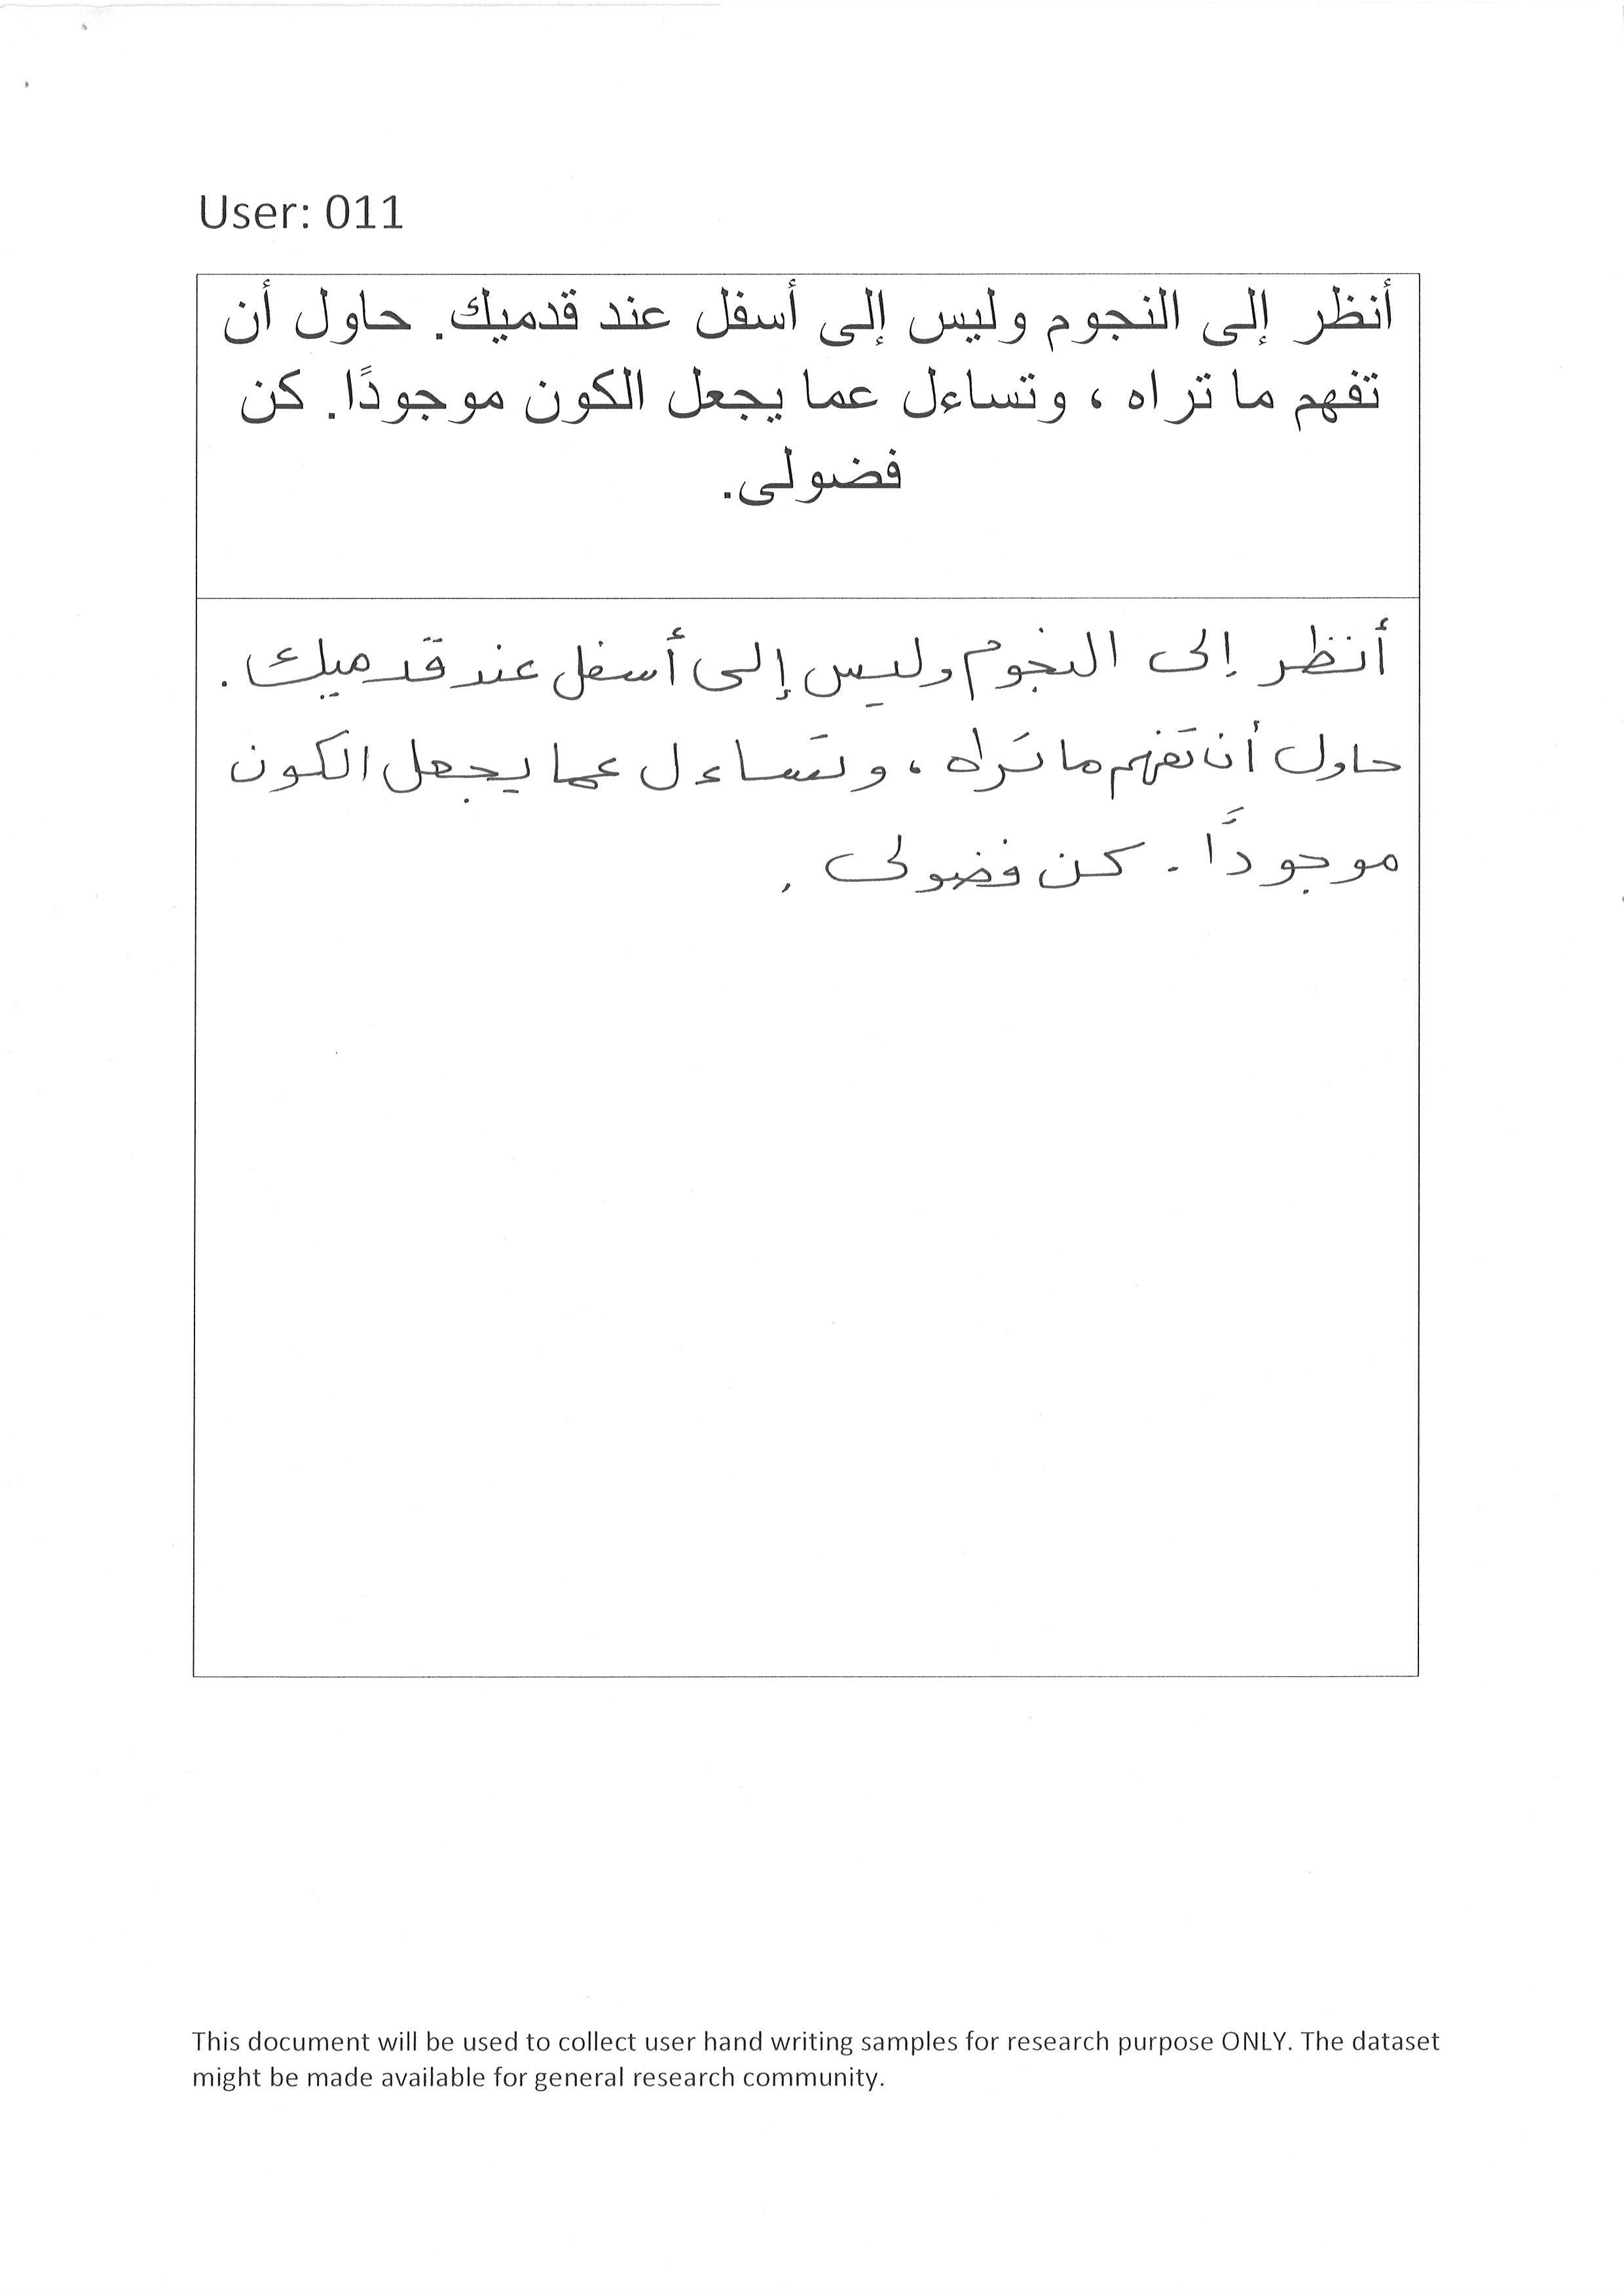 User: 011
أنظر إلى النجوم وليس إلى أسفل عند قدميك. حاول أن
تفهم ما تراه ، وتساءل عما يجعل الكون موجودًا. كن
فضولى.
أنظر إلى النجوم وليس إلى أسفل عند قدميك .
حاول أن تفهم ما تراه ، وتساءل عما يجعل الكون
موجودًا . كن فضولى .
This document will be used to collect user hand writing samples for research purpose ONLY. The dataset
might be made available for general research community.